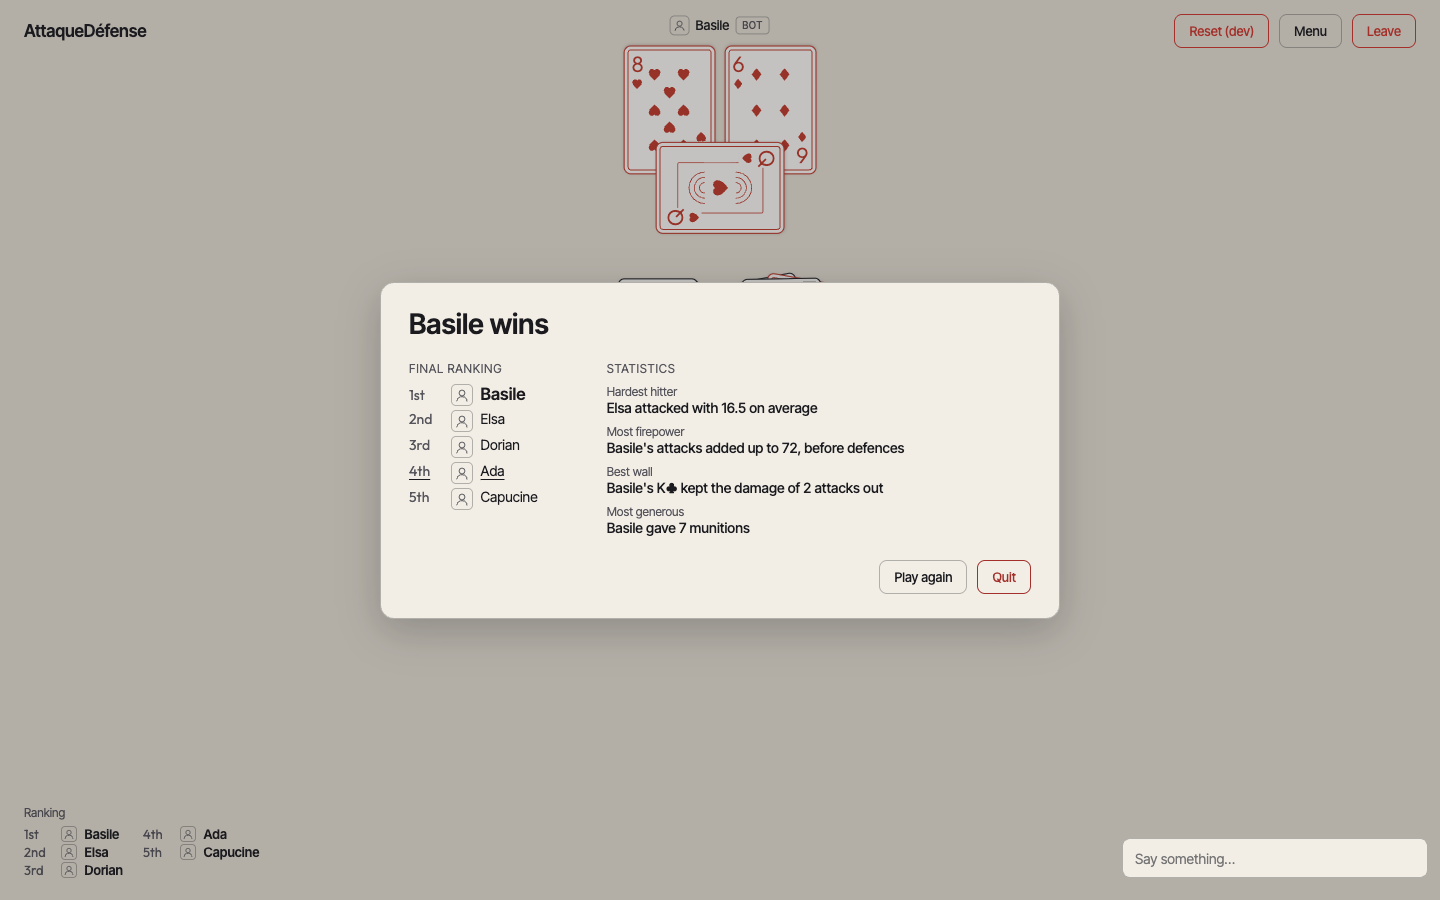 AttaqueDéfense
Basile BOT
Reset (dev)
Menu
Leave
8
6
9
Q
Q
Basile wins
FINAL RANKING
1st Basile
2nd Elsa
3rd Dorian
4th Ada
5th Capucine
STATISTICS
Hardest hitter
Elsa attacked with 16.5 on average
Most firepower
Basile's attacks added up to 72, before defences
Best wall
Basile's K♣ kept the damage of 2 attacks out
Most generous
Basile gave 7 munitions
Play again
Quit
Ranking
1st Basile
2nd Elsa
3rd Dorian
4th Ada
5th Capucine
Say something...